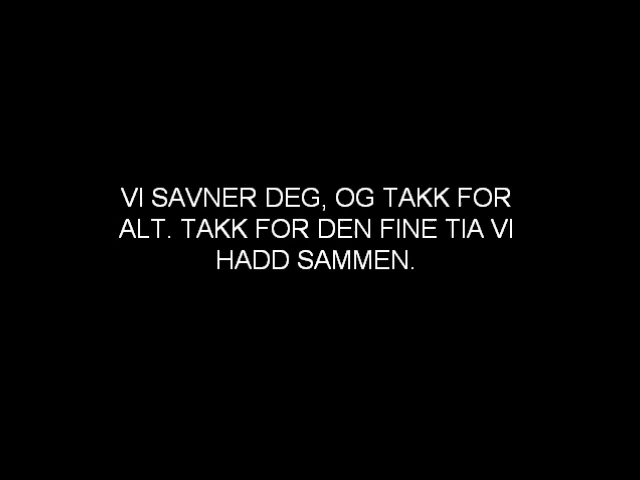 VI SAVNER DEG, OG TAKK FOR
ALT. TAKK FOR DEN FINE TIA VI
HADD SAMMEN.